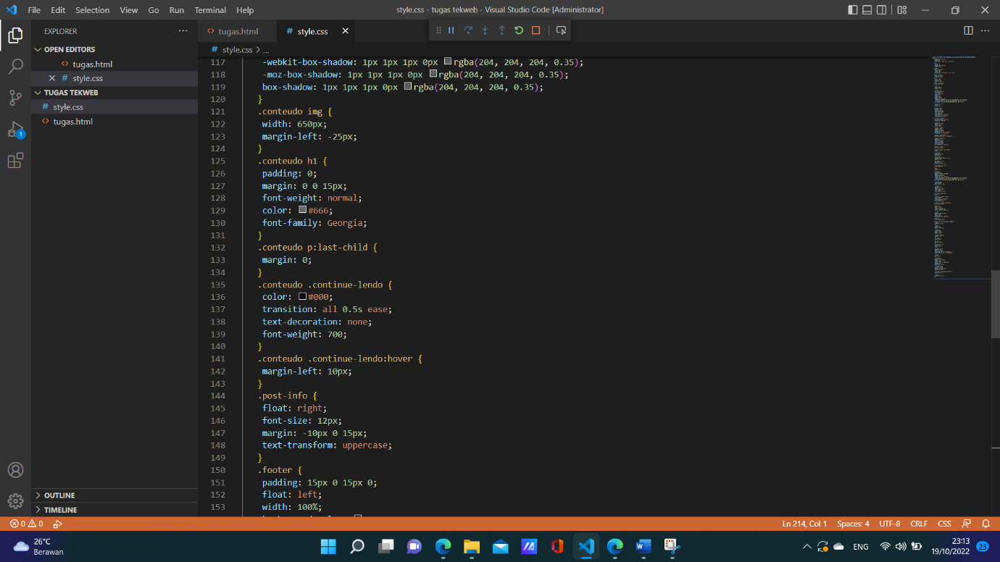 File Edit Selection View Go Run Terminal Help
style.css - tugas tekweb - Visual Studio Code [Administrator]
EXPLORER
OPEN EDITORS
tugas.html
style.css
TUGAS TEKWEB
style.css
tugas.html
1
OUTLINE
TIMELINE
tugas.html
style.css
style.css > ...
117 -webkit-box-shadow: 1px 1px 1px 0px rgba(204, 204, 204, 0.35);
118 -moz-box-shadow: 1px 1px 1px 0px rgba(204, 204, 204, 0.35);
119 box-shadow: 1px 1px 1px 0px rgba(204, 204, 204, 0.35);
120 }
121 .conteudo img {
122 width: 650px;
123 margin-left: -25px;
124 }
125 .conteudo h1 {
126 padding: 0;
127 margin: 0 0 15px;
128 font-weight: normal;
129 color: #666;
130 font-family: Georgia;
131 }
132 .conteudo p:last-child {
133 margin: 0;
134 }
135 .conteudo .continue-lendo {
136 color: #000;
137 transition: all 0.5s ease;
138 text-decoration: none;
139 font-weight: 700;
140 }
141 .conteudo .continue-lendo:hover {
142 margin-left: 10px;
143 }
144 .post-info {
145 float: right;
146 font-size: 12px;
147 margin: -10px 0 15px;
148 text-transform: uppercase;
149 }
150 .footer {
151 padding: 15px 0 15px 0;
152 float: left;
153 width: 100%;
0 0
Ln 214, Col 1 Spaces: 4 UTF-8 CRLF CSS
26°C
Berawan
ENG
23:13
19/10/2022
23